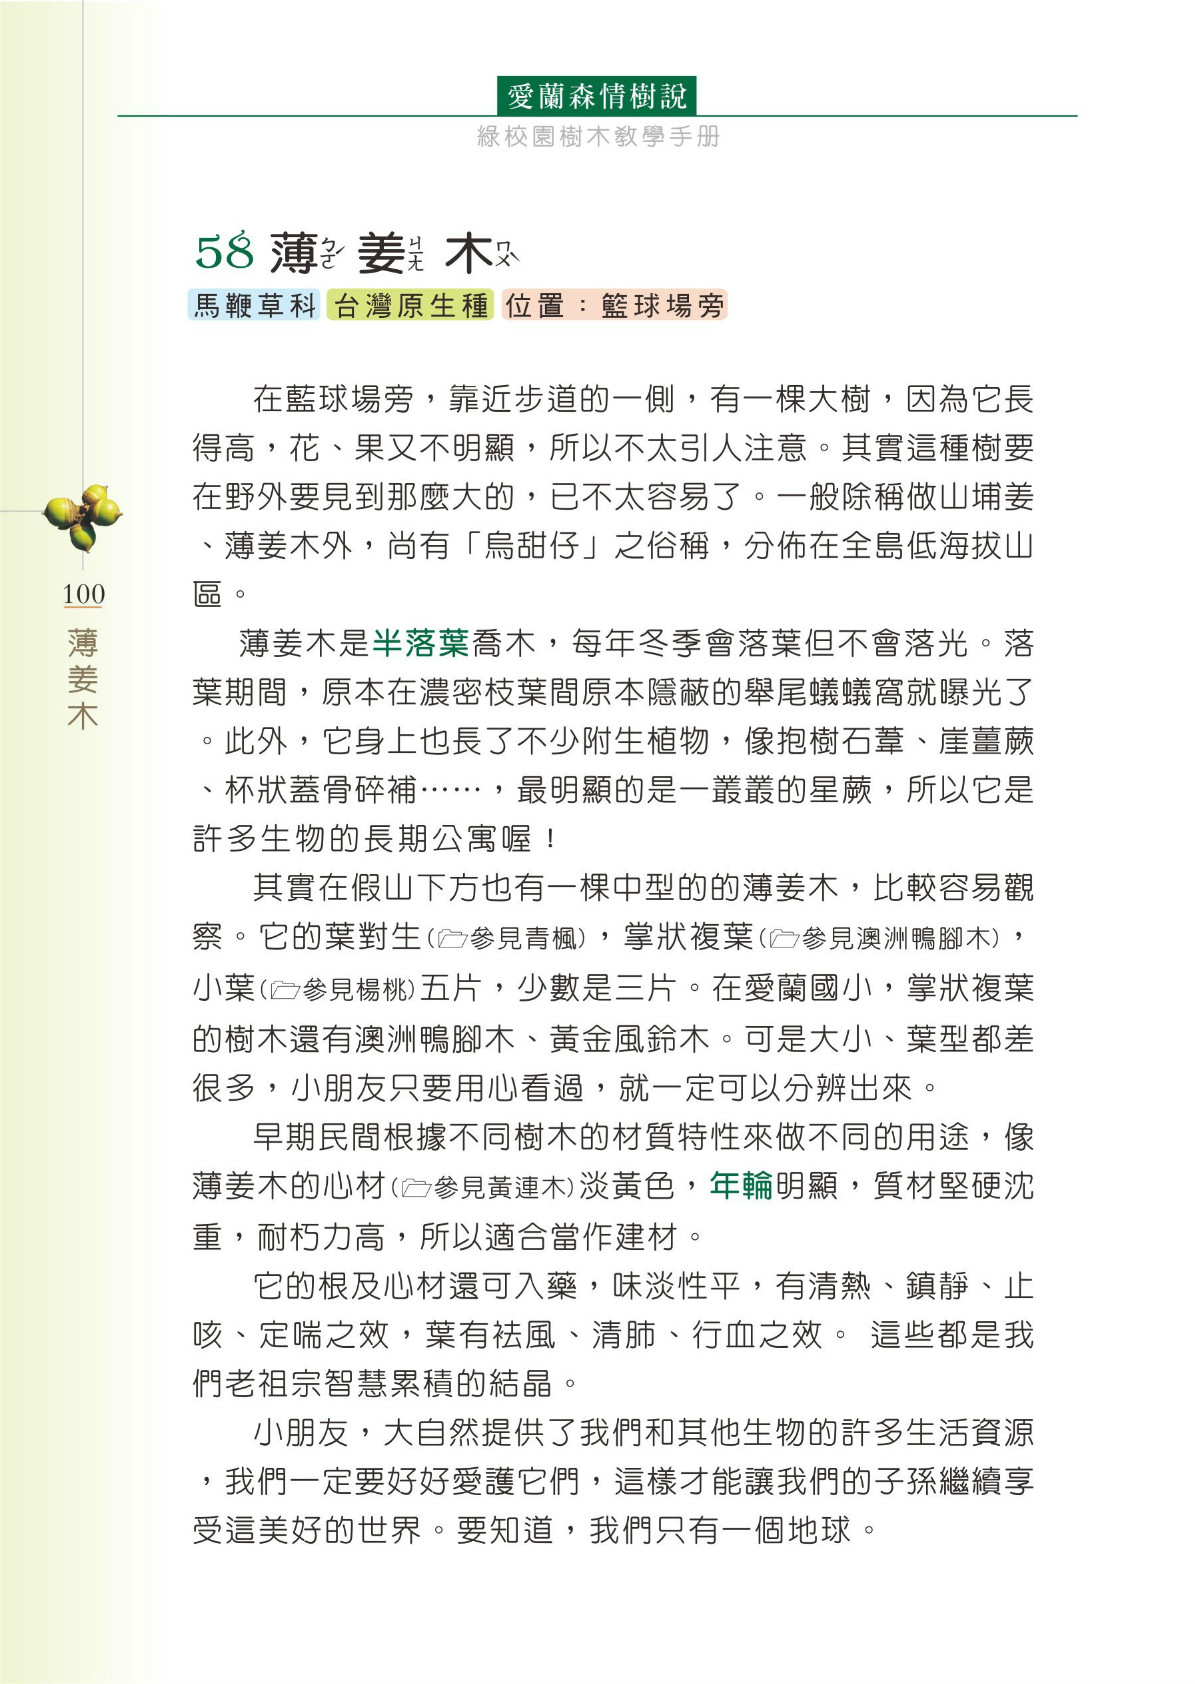 愛蘭森情樹說
綠校園樹木教學手册
58 薄ㄅㄛˊ 姜ㄐㄧㄤ 木ㄇㄨˋ
馬鞭草科 台灣原生種 位置：籃球場旁
在藍球場旁，靠近步道的一側，有一棵大樹，因為它長
得高，花、果又不明顯，所以不太引人注意。其實這種樹要
在野外要見到那麼大的，已不太容易了。一般除稱做山埔姜
、薄姜木外，尚有「烏甜仔」之俗稱，分佈在全島低海拔山
區。
薄姜木是半落葉喬木，每年冬季會落葉但不會落光。落
葉期間，原本在濃密枝葉間原本隱蔽的舉尾蟻蟻窩就曝光了
。此外，它身上也長了不少附生植物，像抱樹石葦、崖薑蕨
、杯狀蓋骨碎補……，最明顯的是一叢叢的星蕨，所以它是
許多生物的長期公寓喔！
其實在假山下方也有一棵中型的的薄姜木，比較容易觀
察。它的葉對生(參見青楓)，掌狀複葉(參見澳洲鴨腳木)，
小葉(參見楊桃)五片，少數是三片。在愛蘭國小，掌狀複葉
的樹木還有澳洲鴨腳木、黃金風鈴木。可是大小、葉型都差
很多，小朋友只要用心看過，就一定可以分辨出來。
早期民間根據不同樹木的材質特性來做不同的用途，像
薄姜木的心材(參見黃連木)淡黃色，年輪明顯，質材堅硬沈
重，耐朽力高，所以適合當作建材。
它的根及心材還可入藥，味淡性平，有清熱、鎮靜、止
咳、定喘之效，葉有袪風、清肺、行血之效。 這些都是我
們老祖宗智慧累積的結晶。
小朋友，大自然提供了我們和其他生物的許多生活資源
，我們一定要好好愛護它們，這樣才能讓我們的子孫繼續享
受這美好的世界。要知道，我們只有一個地球。
100
薄姜木